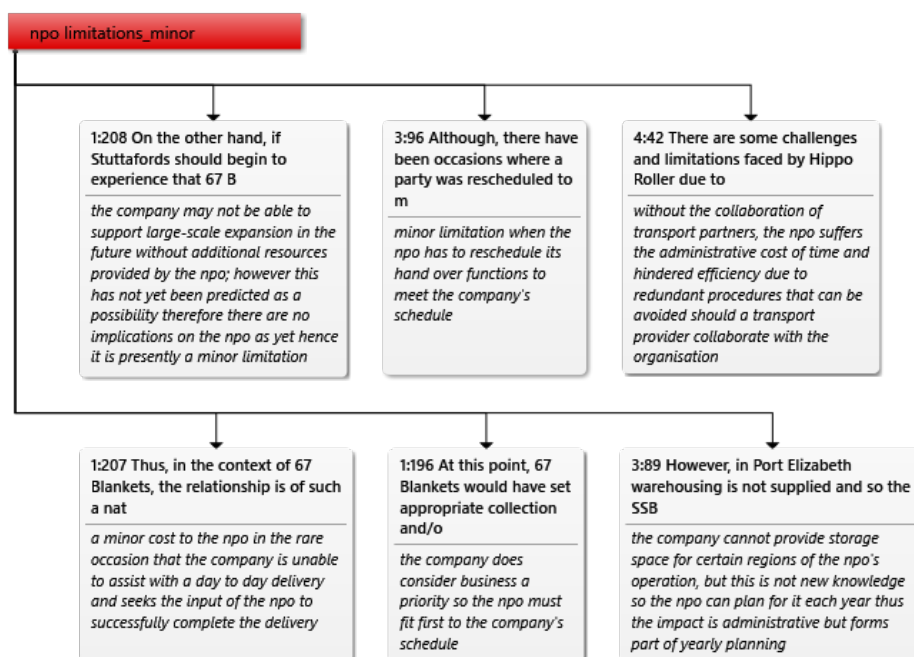 npo limitations_minor
1:208 On the other hand, if
Stuttafords should begin to
experience that 67 B
the company may not be able to
support large-scale expansion in the
future without additional resources
provided by the npo; however this
has not yet been predicted as a
possibility therefore there are no
implications on the npo as yet hence
it is presently a minor limitation
3:96 Although, there have
been occasions where a
party was rescheduled to
m
minor limitation when the
npo has to reschedule its
hand over functions to
meet the company's
schedule
4:42 There are some challenges
and limitations faced by Hippo
Roller due to
without the collaboration of
transport partners, the npo suffers
the administrative cost of time and
hindered efficiency due to
redundant procedures that can be
avoided should a transport
provider collaborate with the
organisation
1:207 Thus, in the context of 67
Blankets, the relationship is of such
a nat
a minor cost to the npo in the rare
occasion that the company is unable
to assist with a day to day delivery
and seeks the input of the npo to
successfully complete the delivery
1:196 At this point, 67
Blankets would have set
appropriate collection
and/o
the company does
consider business a
priority so the npo must
fit first to the company's
schedule
3:89 However, in Port Elizabeth
warehousing is not supplied and so the
SSB
the company cannot provide storage
space for certain regions of the npo's
operation, but this is not new knowledge
so the npo can plan for it each year thus
the impact is administrative but forms
part of yearly planning